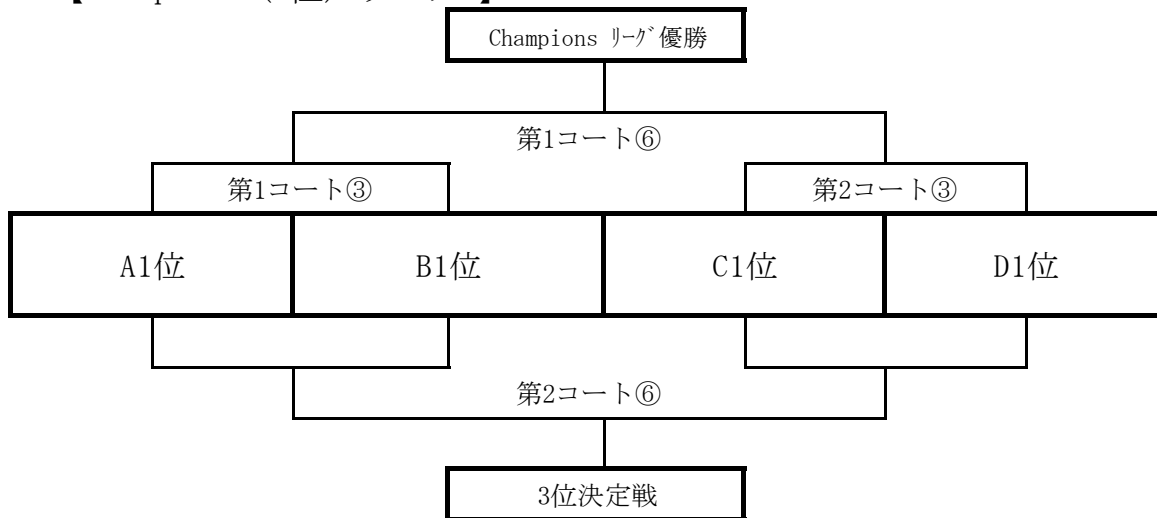 Champions ﾘｰｸﾞ優勝
第1コート⑥
第1コート③
第2コート③
A1位
B1位
C1位
D1位
第2コート⑥
3位決定戦